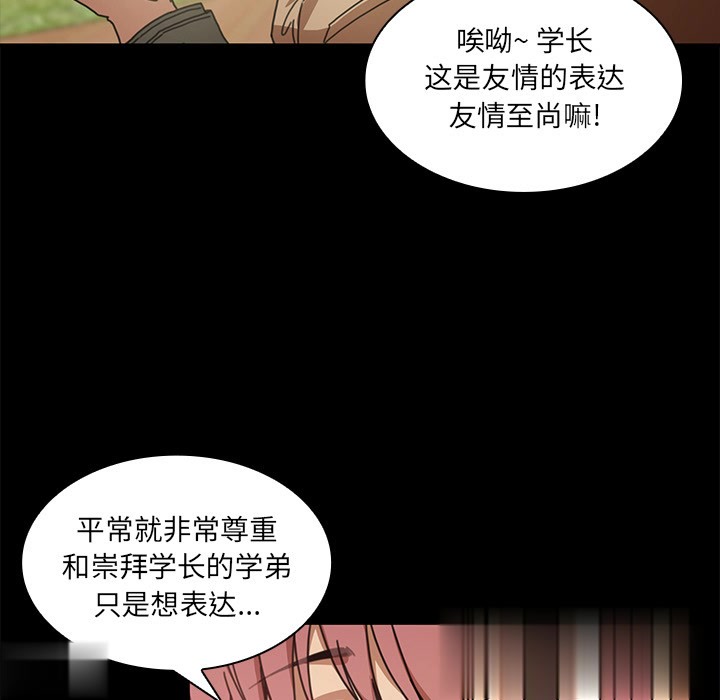 唉呦~ 学长
这是友情的表达
友情至尚嘛!
平常就非常尊重
和崇拜学长的学弟
只是想表达...